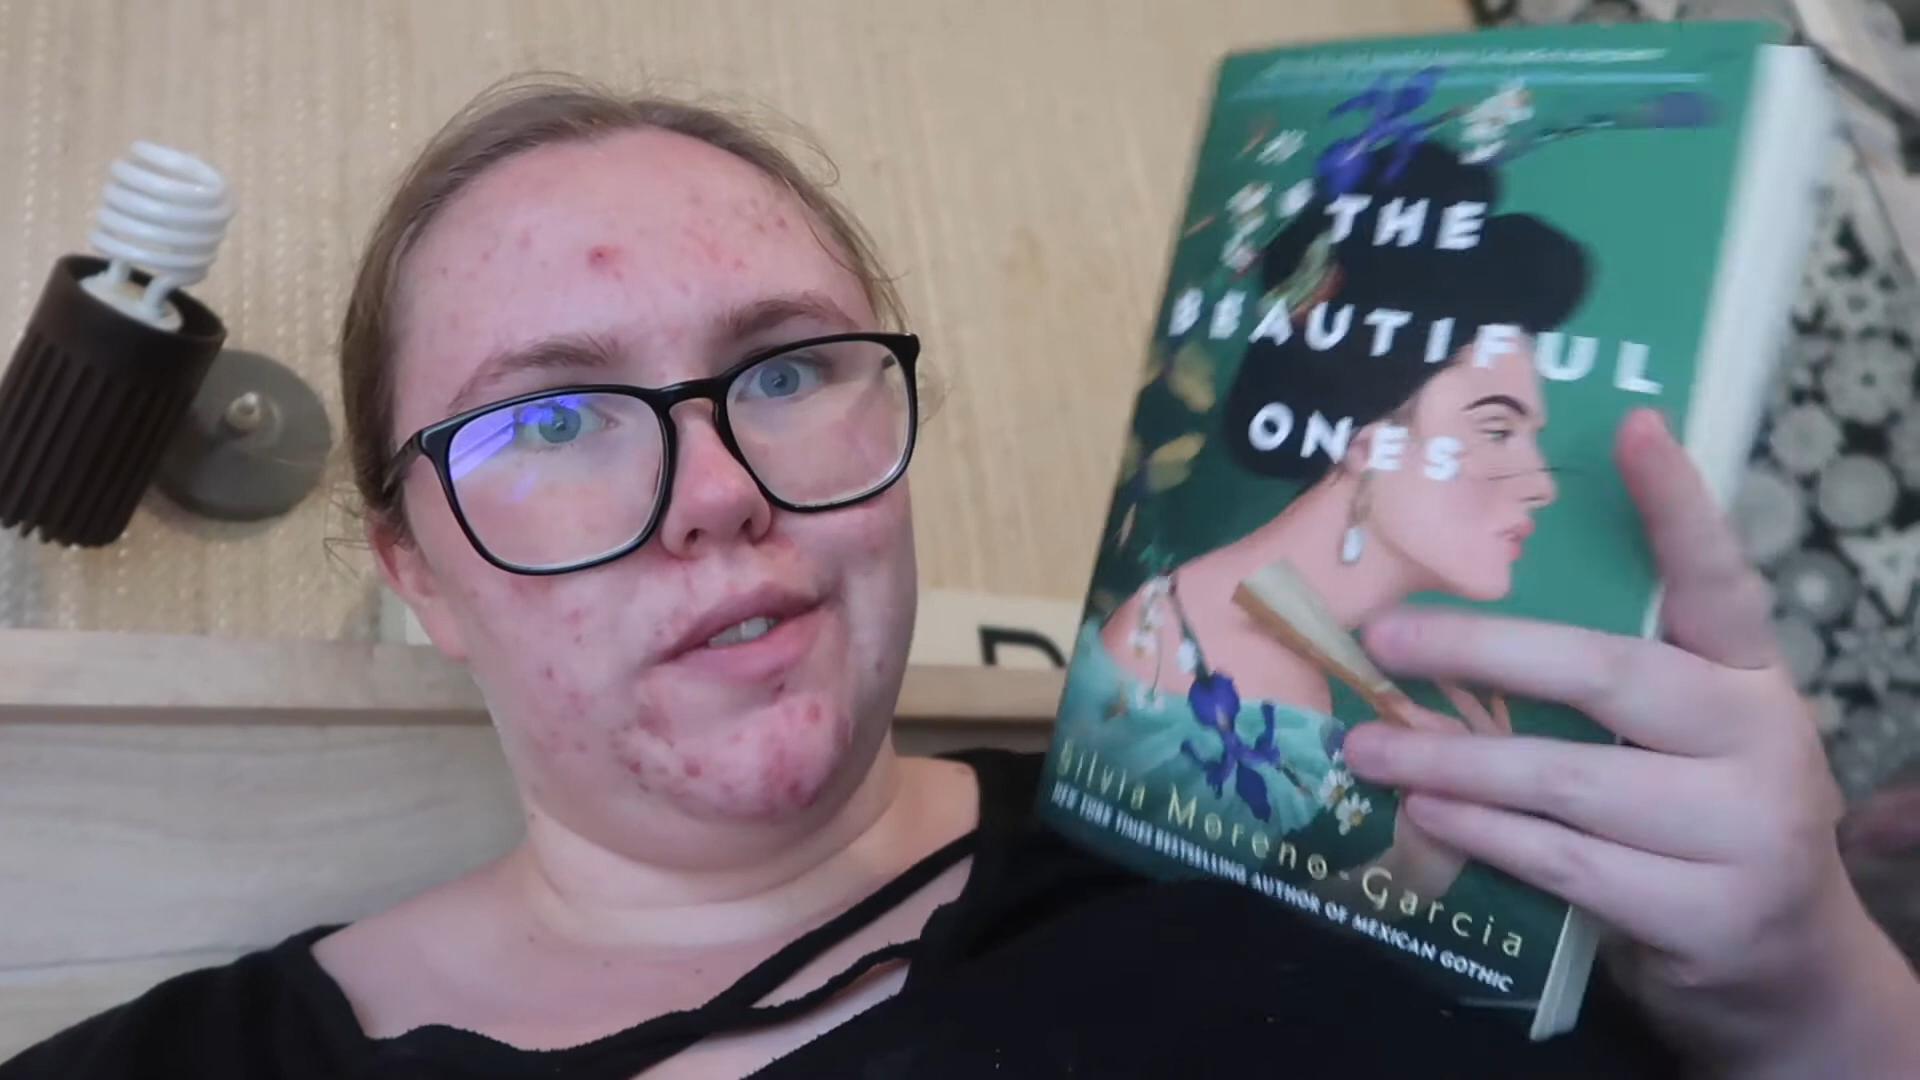 THE
BEAUTIFUL
ONES
Silvia Moreno-Garcia
NEW YORK TIMES BESTSELLING AUTHOR OF MEXICAN GOTHIC
D